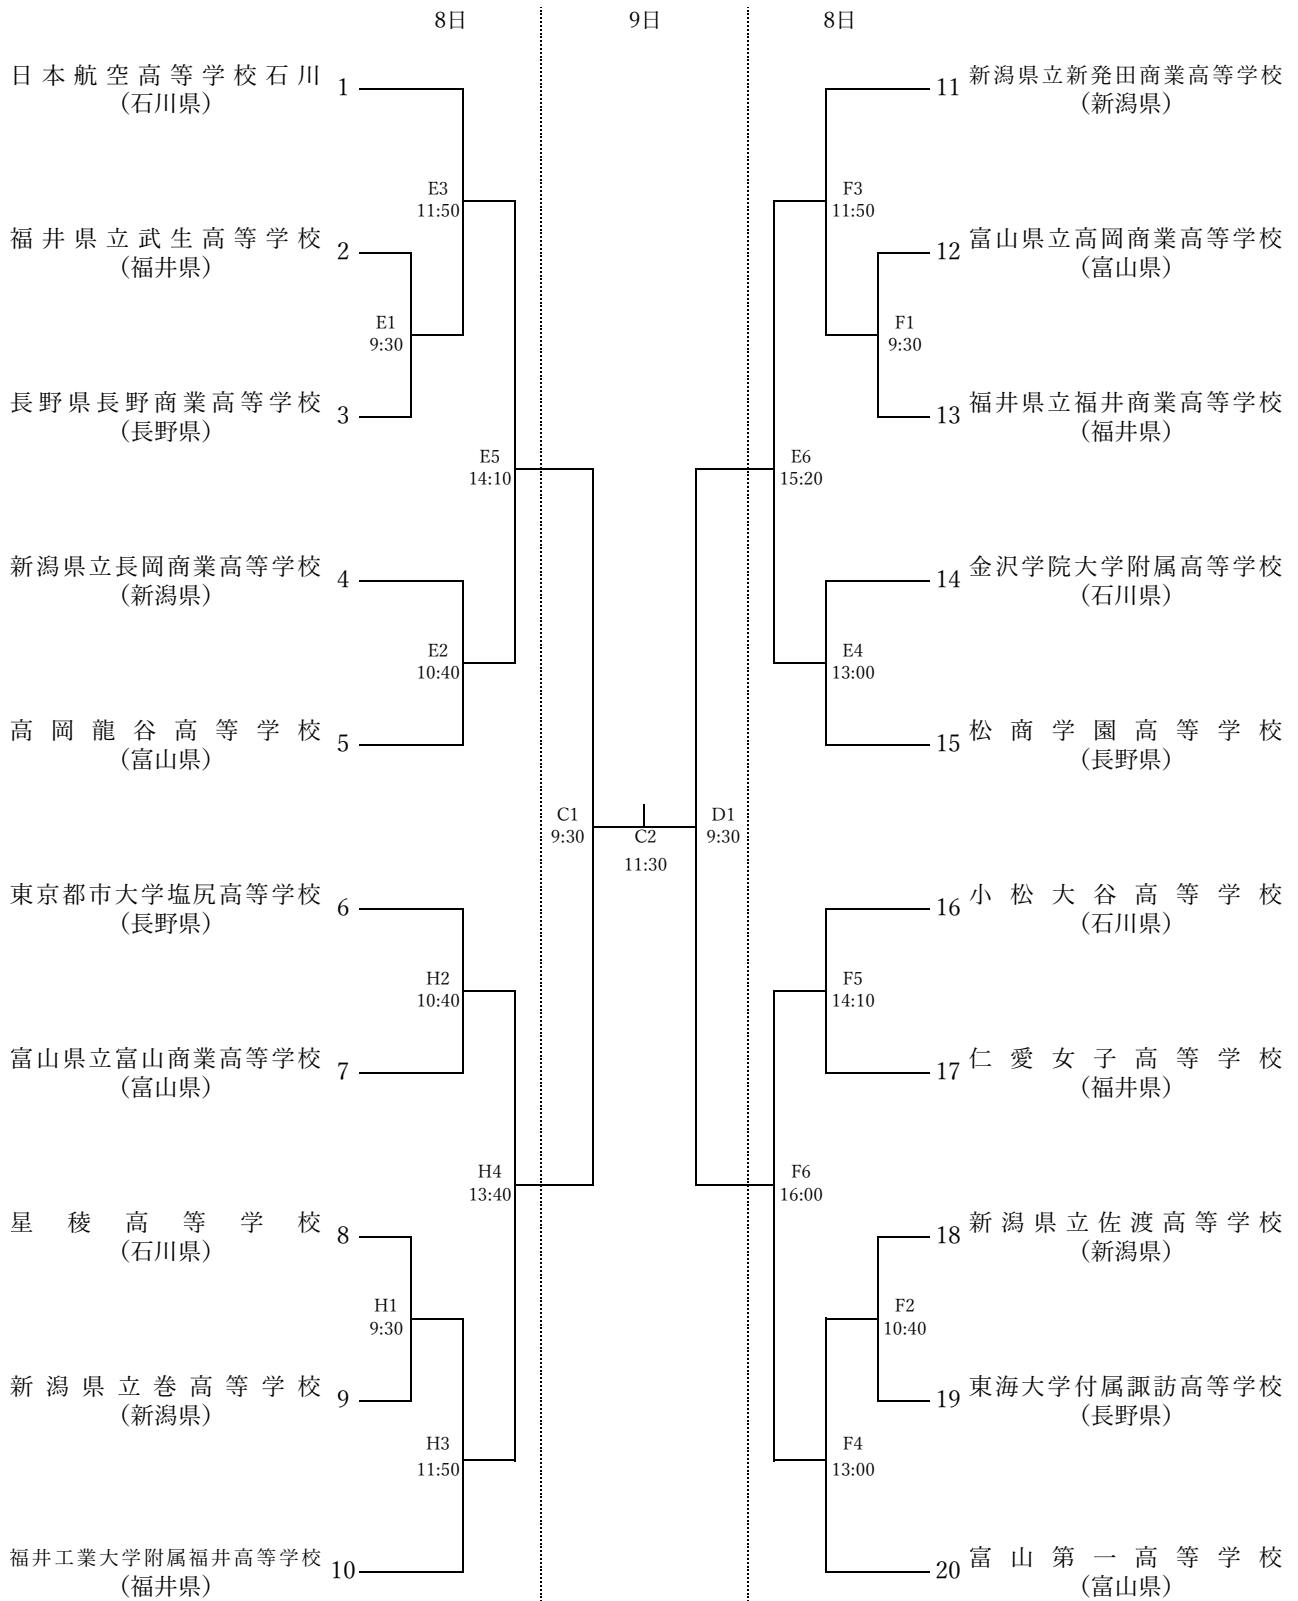 8日 9日 8日
日本航空高等学校石川 1
（石川県）
E3
11:50
福井県立武生高等学校 2
（福井県）
E1
9:30
長野県長野商業高等学校 3
（長野県）
E5
14:10
新潟県立長岡商業高等学校 4
（新潟県）
E2
10:40
高岡龍谷高等学校 5
（富山県）
C1
9:30
東京都市大学塩尻高等学校 6
（長野県）
H2
10:40
富山県立富山商業高等学校 7
（富山県）
H4
13:40
星稜高等学校 8
（石川県）
H1
9:30
新潟県立巻高等学校 9
（新潟県）
H3
11:50
福井工業大学附属福井高等学校 10
（福井県）
C2
11:30
11 新潟県立新発田商業高等学校
（新潟県）
F3
11:50
12 富山県立高岡商業高等学校
（富山県）
F1
9:30
13 福井県立福井商業高等学校
（福井県）
E6
15:20
14 金沢学院大学附属高等学校
（石川県）
E4
13:00
15 松商学園高等学校
（長野県）
D1
9:30
16 小松大谷高等学校
（石川県）
F5
14:10
17 仁愛女子高等学校
（福井県）
F6
16:00
18 新潟県立佐渡高等学校
（新潟県）
F2
10:40
19 東海大学付属諏訪高等学校
（長野県）
F4
13:00
20 富山第一高等学校
（富山県）